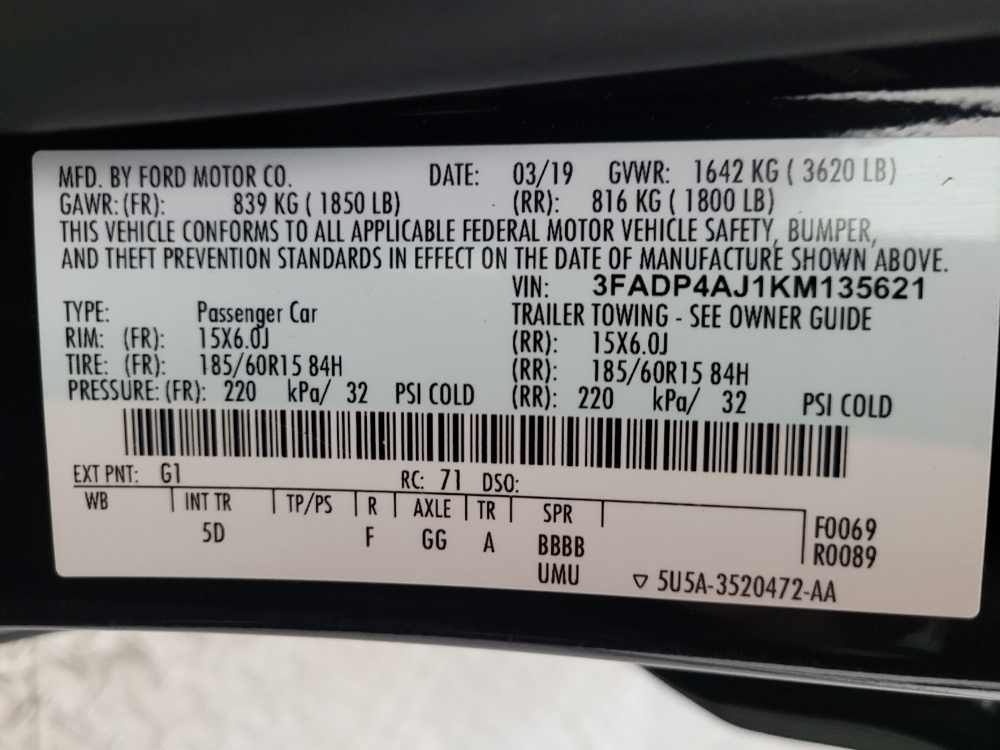 MFD. BY FORD MOTOR CO. DATE: 03/19 GVWR: 1642 KG ( 3620 LB)
GAWR: (FR): 839 KG ( 1850 LB) (RR): 816 KG ( 1800 LB)
THIS VEHICLE CONFORMS TO ALL APPLICABLE FEDERAL MOTOR VEHICLE SAFETY, BUMPER,
AND THEFT PREVENTION STANDARDS IN EFFECT ON THE DATE OF MANUFACTURE SHOWN ABOVE.
VIN: 3FADP4AJ1KM135621
TYPE: Passenger Car TRAILER TOWING - SEE OWNER GUIDE
RIM: (FR): 15X6.0J (RR): 15X6.0J
TIRE: (FR): 185/60R15 84H (RR): 185/60R15 84H
PRESSURE: (FR): 220 kPa/ 32 PSI COLD (RR): 220 kPa/ 32 PSI COLD
EXT PNT: G1 RC: 71 DSO:
WB | INT TR | TP/PS | R | AXLE | TR | SPR |
5D F GG A BBBB F0069
UMU R0089
▽ 5U5A-3520472-AA